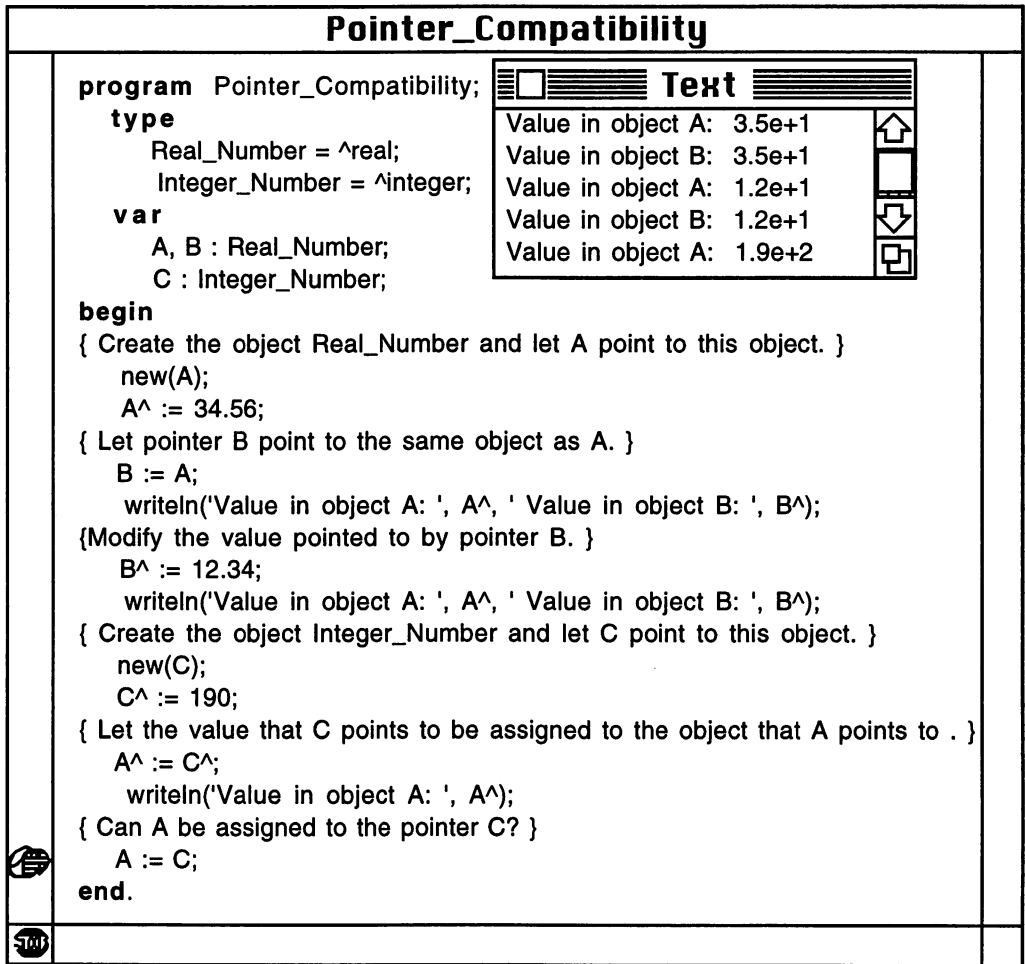 Pointer_Compatibility
program Pointer_Compatibility;
type
Real_Number = ^real;
Integer_Number = ^integer;
var
A, B : Real_Number;
C : Integer_Number;
begin
{ Create the object Real_Number and let A point to this object. }
new(A);
A^ := 34.56;
{ Let pointer B point to the same object as A. }
B := A;
writeln('Value in object A: ', A^, ' Value in object B: ', B^);
{Modify the value pointed to by pointer B. }
B^ := 12.34;
writeln('Value in object A: ', A^, ' Value in object B: ', B^);
{ Create the object Integer_Number and let C point to this object. }
new(C);
C^ := 190;
{ Let the value that C points to be assigned to the object that A points to . }
A^ := C^;
writeln('Value in object A: ', A^);
{ Can A be assigned to the pointer C? }
A := C;
end.
Text
Value in object A: 3.5e+1
Value in object B: 3.5e+1
Value in object A: 1.2e+1
Value in object B: 1.2e+1
Value in object A: 1.9e+2
STOP